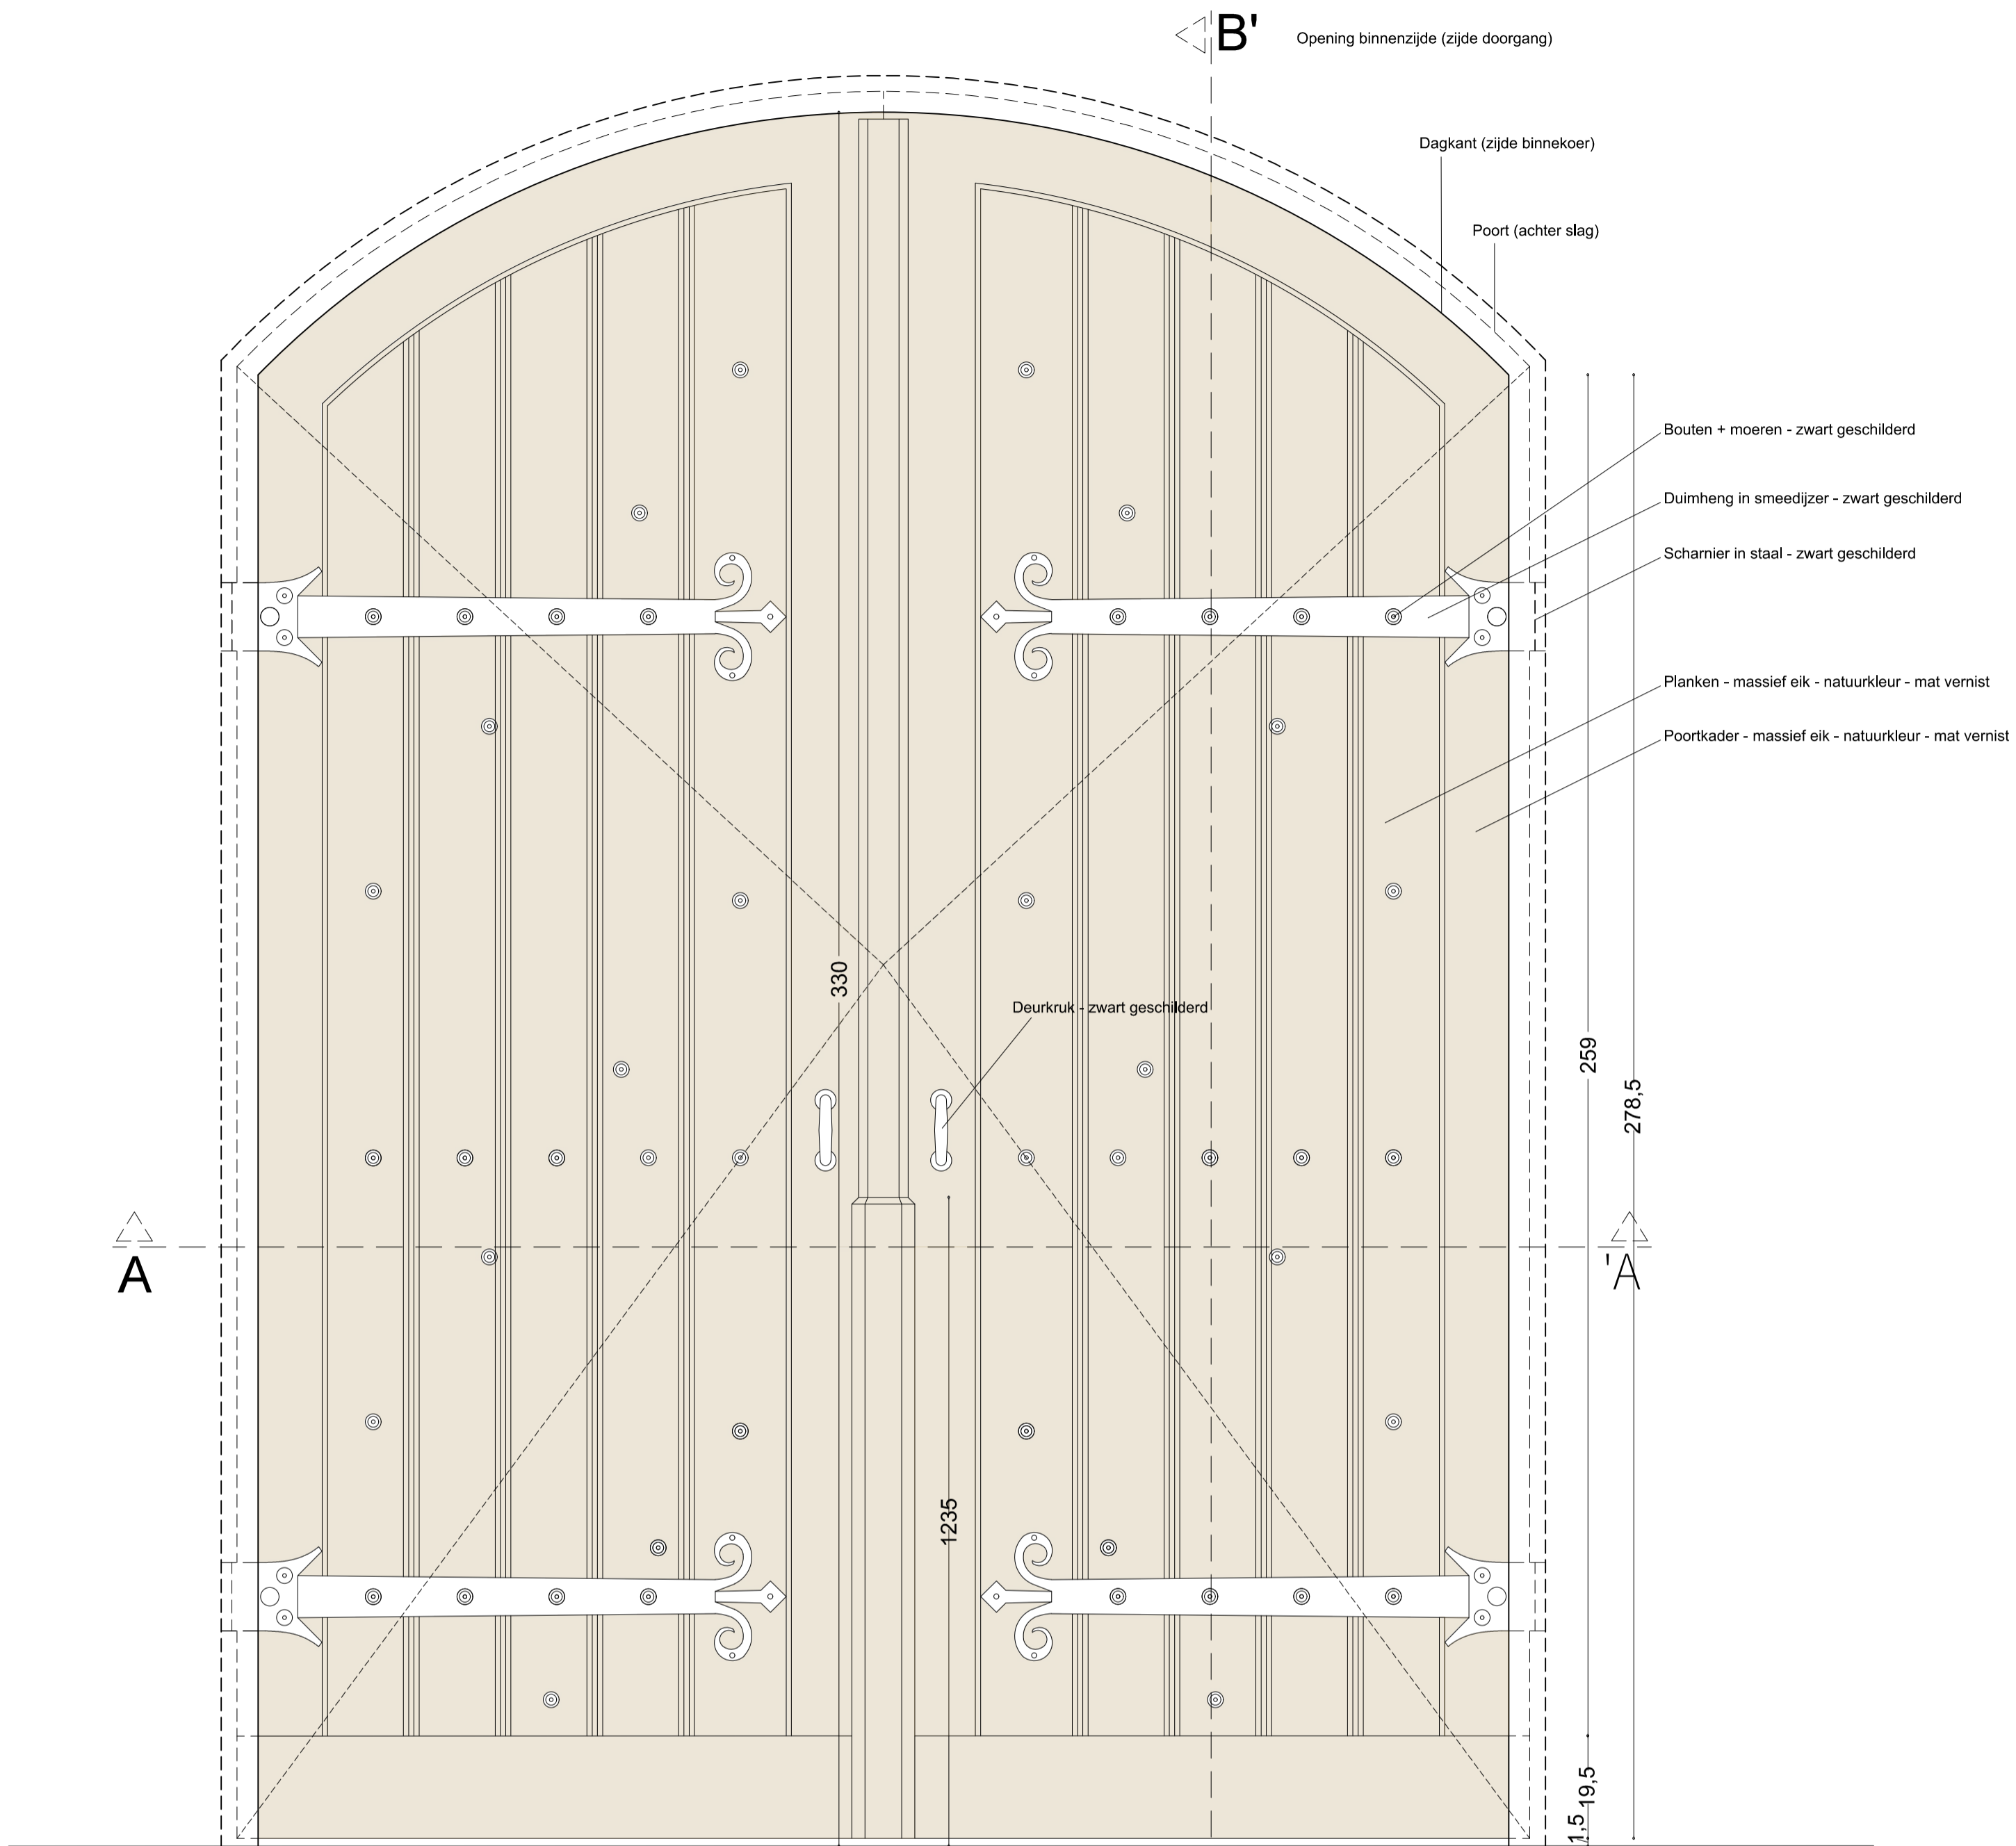 B'
Opening binnenzijde (zijde doorgang)
Dagkant (zijde binnekoer)
Poort (achter slag)
Bouten + moeren - zwart geschilderd
Duimheng in smeedijzer - zwart geschilderd
Scharnier in staal - zwart geschilderd
Planken - massief eik - natuurkleur - mat vernist
Poortkader - massief eik - natuurkleur - mat vernist
330
Deurkruk - zwart geschilderd
259
278,5
A
'A
1235
19,5
1,5